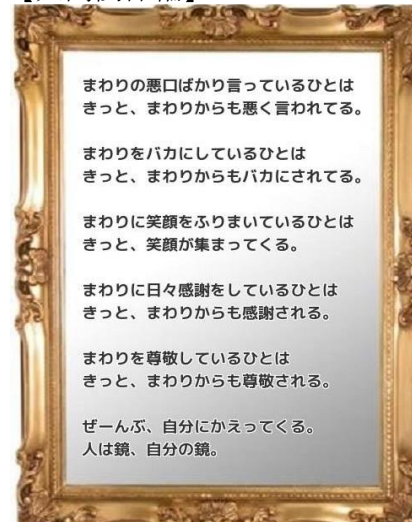 まわりの悪口ばかり言っているひとは
きっと、まわりからも悪く言われてる。
まわりをバカにしているひとは
きっと、まわりからもバカにされてる。
まわりに笑顔をふりまいているひとは
きっと、笑顔が集まってくる。
まわりに日々感謝をしているひとは
きっと、まわりからも感謝される。
まわりを尊敬しているひとは
きっと、まわりからも尊敬される。
ぜーんぶ、自分にかえってくる。
人は鏡、自分の鏡。